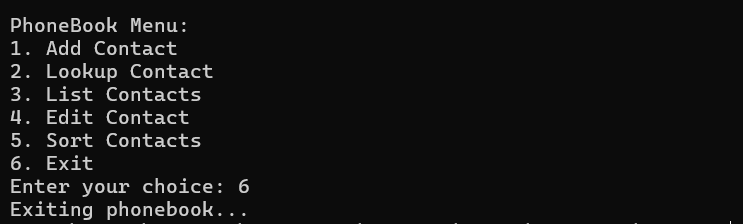 PhoneBook Menu:
1. Add Contact
2. Lookup Contact
3. List Contacts
4. Edit Contact
5. Sort Contacts
6. Exit
Enter your choice: 6
Exiting phonebook...